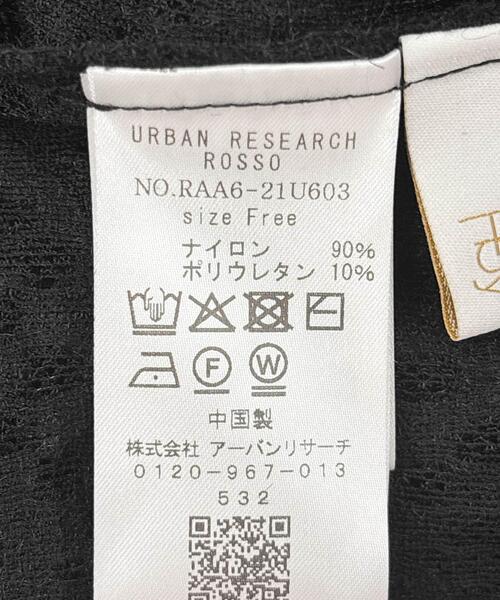 URBAN RESEARCH
ROSSO
NO.RAA6-21U603
size Free
ナイロン 90%
ポリウレタン 10%
F W
中国製
株式会社 アーバンリサーチ
0120-967-013
532